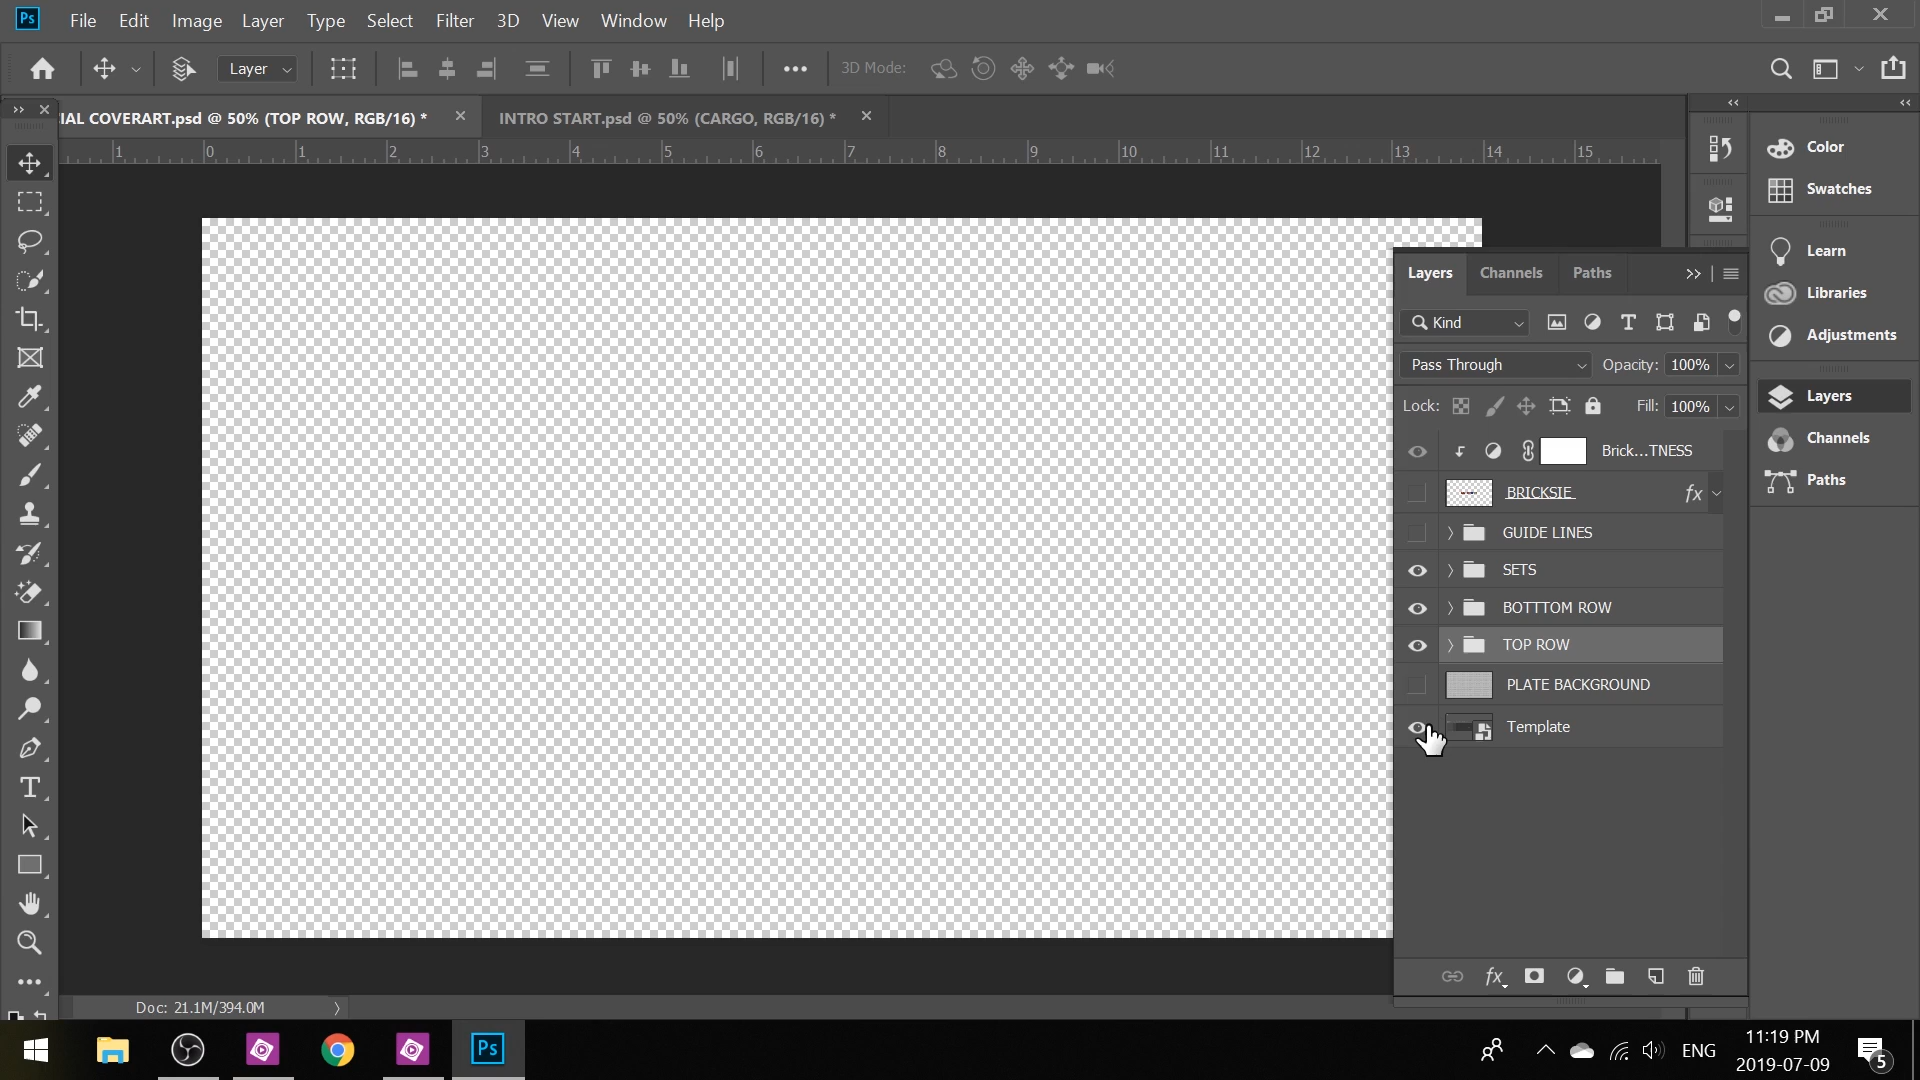 Ps File Edit Image Layer Type Select Filter 3D View Window Help
Layer 3D Mode:
IAL COVERART.psd @ 50% (TOP ROW, RGB/16) * INTRO START.psd @ 50% (CARGO, RGB/16) *
1 0 1 2 3 4 5 6 7 8 9 10 11 12 13 14 15
Color
Swatches
Learn
Libraries
Adjustments
Layers
Channels
Paths
Layers Channels Paths
Kind
Pass Through Opacity: 100%
Lock: Fill: 100%
Brick...TNESS
BRICKSIE fx
GUIDE LINES
SETS
BOTTTOM ROW
TOP ROW
PLATE BACKGROUND
Template
fx
T
Doc: 21.1M/394.0M
Ps
ENG
11:19 PM
2019-07-09
5